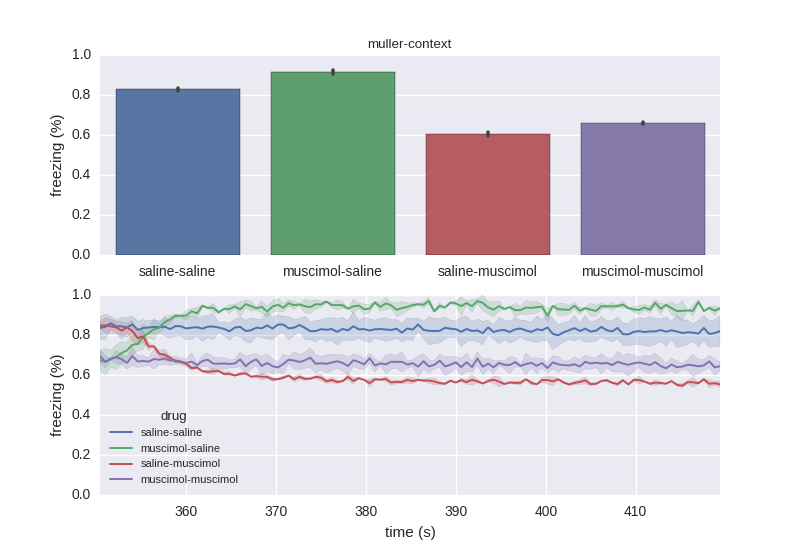 muller-context
freezing (%)
1.0
0.8
0.6
0.4
0.2
0.0
saline-saline muscimol-saline saline-muscimol muscimol-muscimol
freezing (%)
1.0
0.8
0.6
0.4
0.2
0.0
drug
saline-saline
muscimol-saline
saline-muscimol
muscimol-muscimol
360 370 380 390 400 410
time (s)